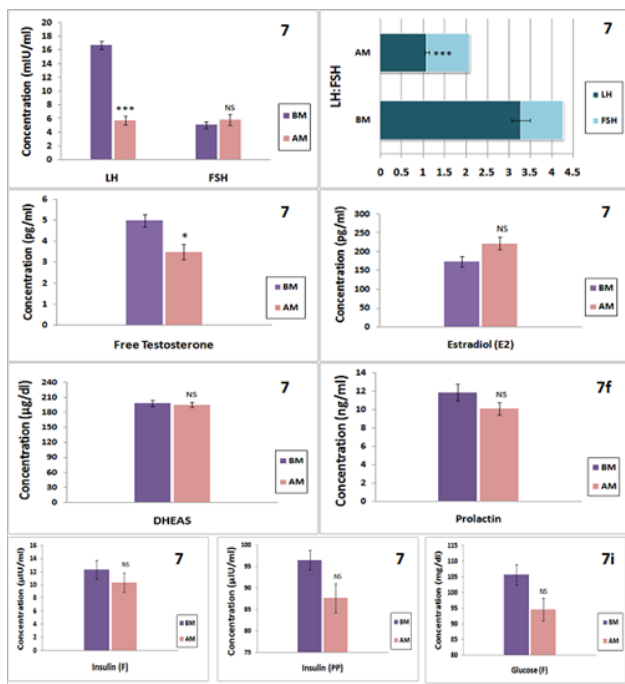 7
Concentration (mIU/ml)
18
16
14
12
10
8
6
4
2
0
***
NS
BM
AM
LH
FSH
7
LH:FSH
AM
BM
***
LH
FSH
0 0.5 1 1.5 2 2.5 3 3.5 4 4.5
7
Concentration (pg/ml)
6
5
4
3
2
1
0
*
BM
AM
Free Testosterone
7
Concentration (pg/ml)
300
250
200
150
100
50
0
NS
BM
AM
Estradiol (E2)
7
Concentration (µg/dl)
240
210
180
150
120
90
60
30
0
NS
BM
AM
DHEAS
7f
Concentration (ng/ml)
14
12
10
8
6
4
2
0
NS
BM
AM
Prolactin
7
Concentration (µIU/ml)
16
14
12
10
8
6
4
2
0
NS
BM
AM
Insulin (F)
7
Concentration (µIU/ml)
100
95
90
85
80
75
NS
BM
AM
Insulin (PP)
7i
Concentration (mg/dl)
110
105
100
95
90
85
80
NS
BM
AM
Glucose (F)